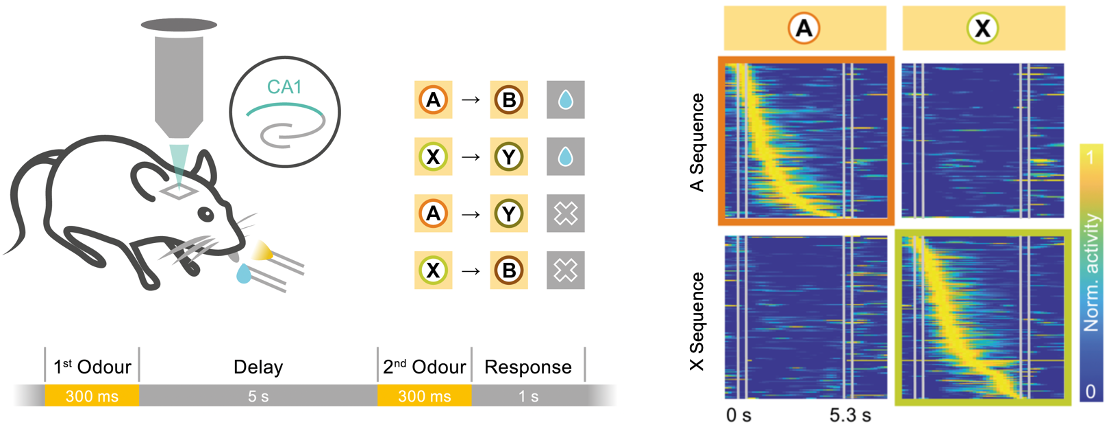 CA1
A → B
X → Y
A → Y
X → B
1st Odour
Delay
2nd Odour
Response
300 ms
5 s
300 ms
1 s
A
X
A Sequence
X Sequence
0 s
5.3 s
1
Norm. activity
0